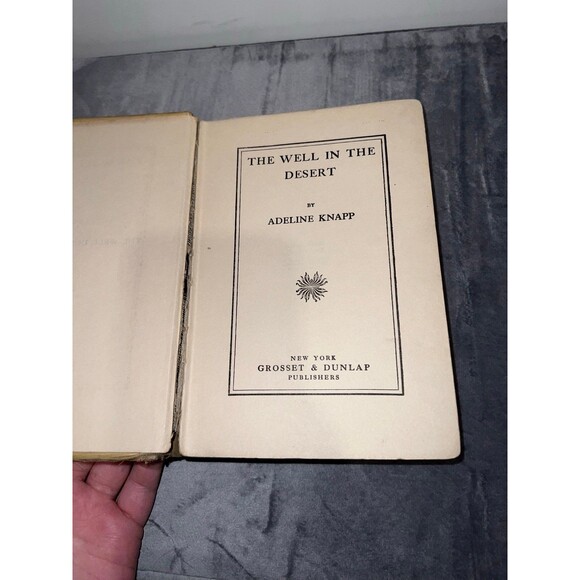 THE WELL IN THE
DESERT
BY
ADELINE KNAPP
NEW YORK
GROSSET & DUNLAP
PUBLISHERS